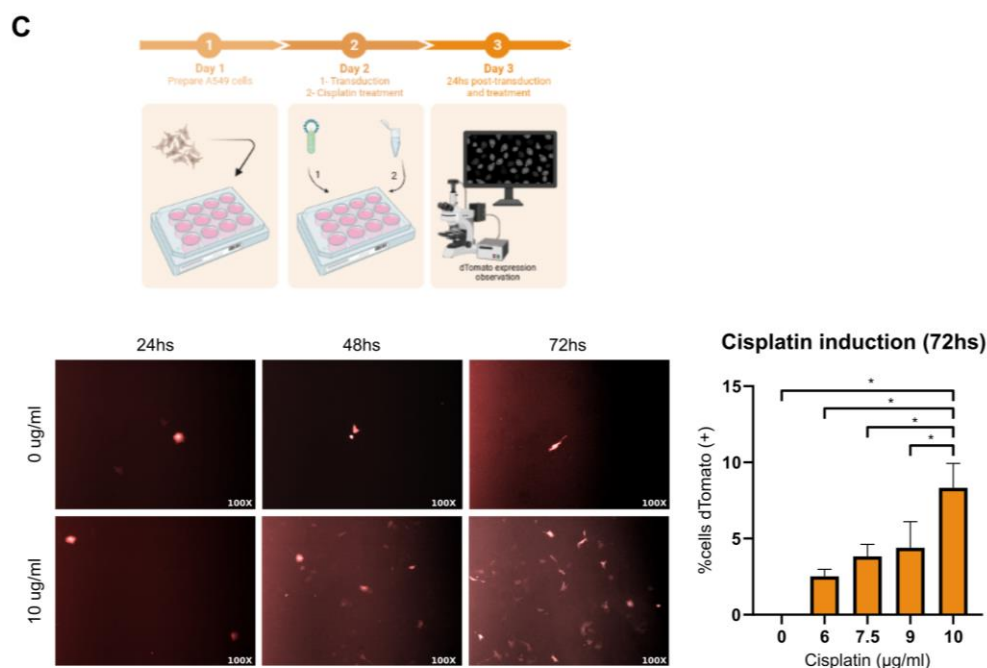 C
1
2
3
Day 1
Prepare A549 cells
Day 2
1- Transduction
2- Cisplatin treatment
Day 3
24hs post-transduction
and treatment
1
2
dTomato expression
observation
24hs
48hs
72hs
0 ug/ml
100X
100X
100X
10 ug/ml
100X
100X
100X
Cisplatin induction (72hs)
%cells dTomato (+)
15
10
5
0
*
*
*
*
0
6
7.5
9
10
Cisplatin (µg/ml)